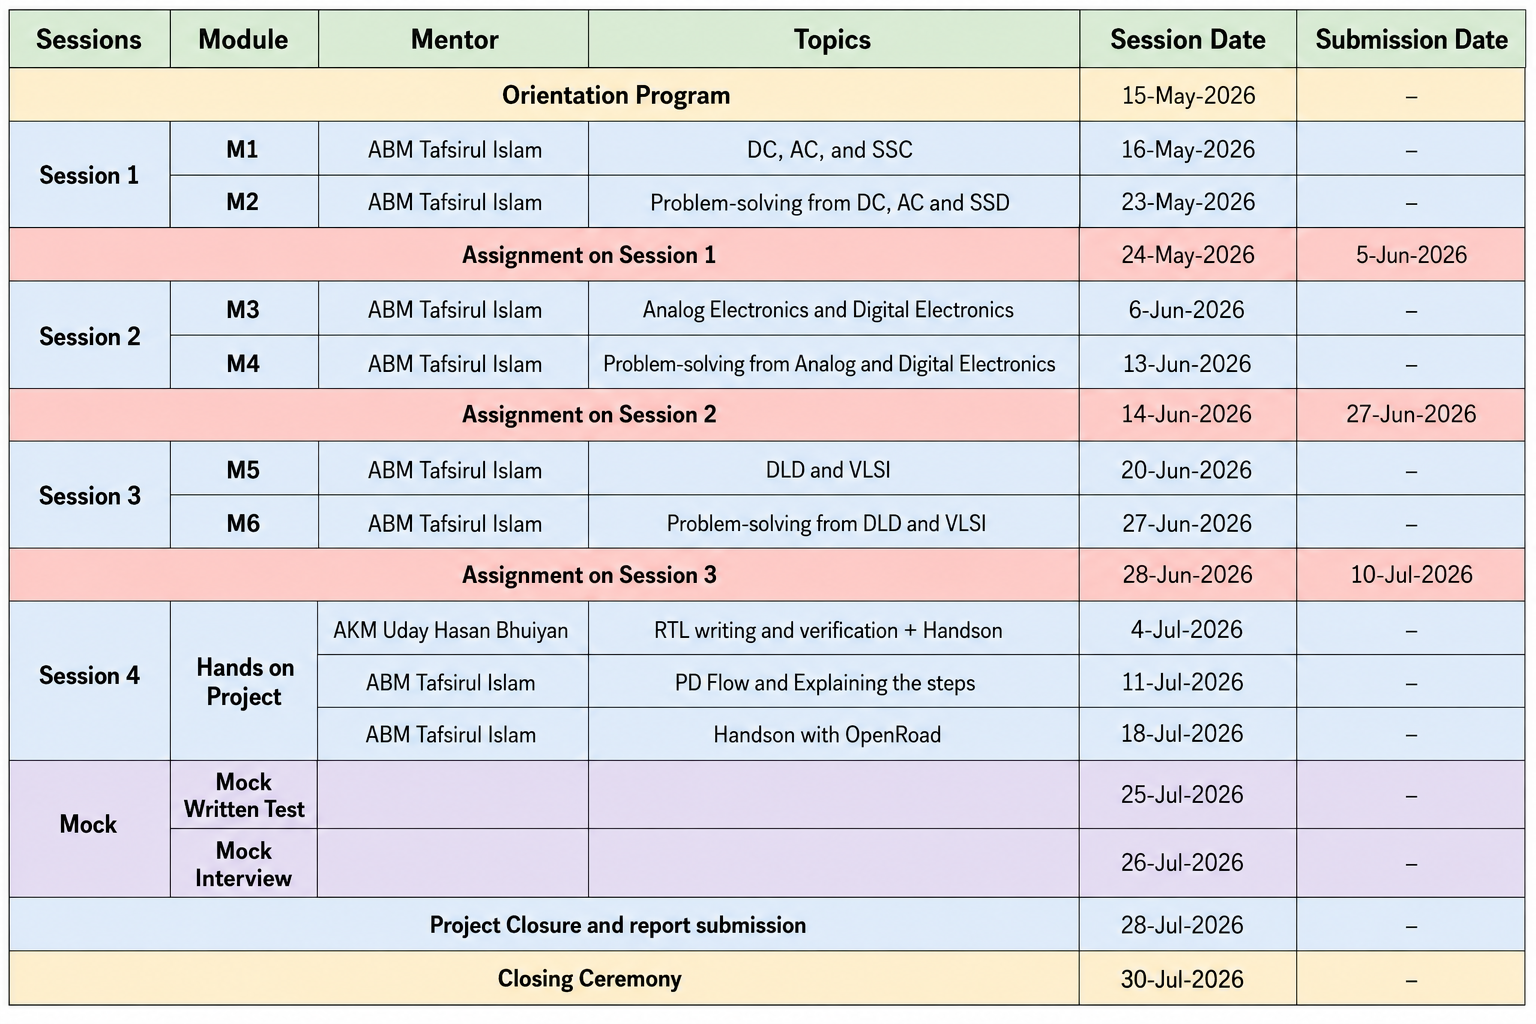 Sessions Module Mentor Topics Session Date Submission Date
Orientation Program 15-May-2026 –
Session 1
M1 ABM Tafsirul Islam DC, AC, and SSC 16-May-2026 –
M2 ABM Tafsirul Islam Problem-solving from DC, AC and SSD 23-May-2026 –
Assignment on Session 1 24-May-2026 5-Jun-2026
Session 2
M3 ABM Tafsirul Islam Analog Electronics and Digital Electronics 6-Jun-2026 –
M4 ABM Tafsirul Islam Problem-solving from Analog and Digital Electronics 13-Jun-2026 –
Assignment on Session 2 14-Jun-2026 27-Jun-2026
Session 3
M5 ABM Tafsirul Islam DLD and VLSI 20-Jun-2026 –
M6 ABM Tafsirul Islam Problem-solving from DLD and VLSI 27-Jun-2026 –
Assignment on Session 3 28-Jun-2026 10-Jul-2026
Session 4
Hands on
Project
AKM Uday Hasan Bhuiyan RTL writing and verification + Handson 4-Jul-2026 –
ABM Tafsirul Islam PD Flow and Explaining the steps 11-Jul-2026 –
ABM Tafsirul Islam Handson with OpenRoad 18-Jul-2026 –
Mock
Mock
Written Test 25-Jul-2026 –
Mock
Interview 26-Jul-2026 –
Project Closure and report submission 28-Jul-2026 –
Closing Ceremony 30-Jul-2026 –